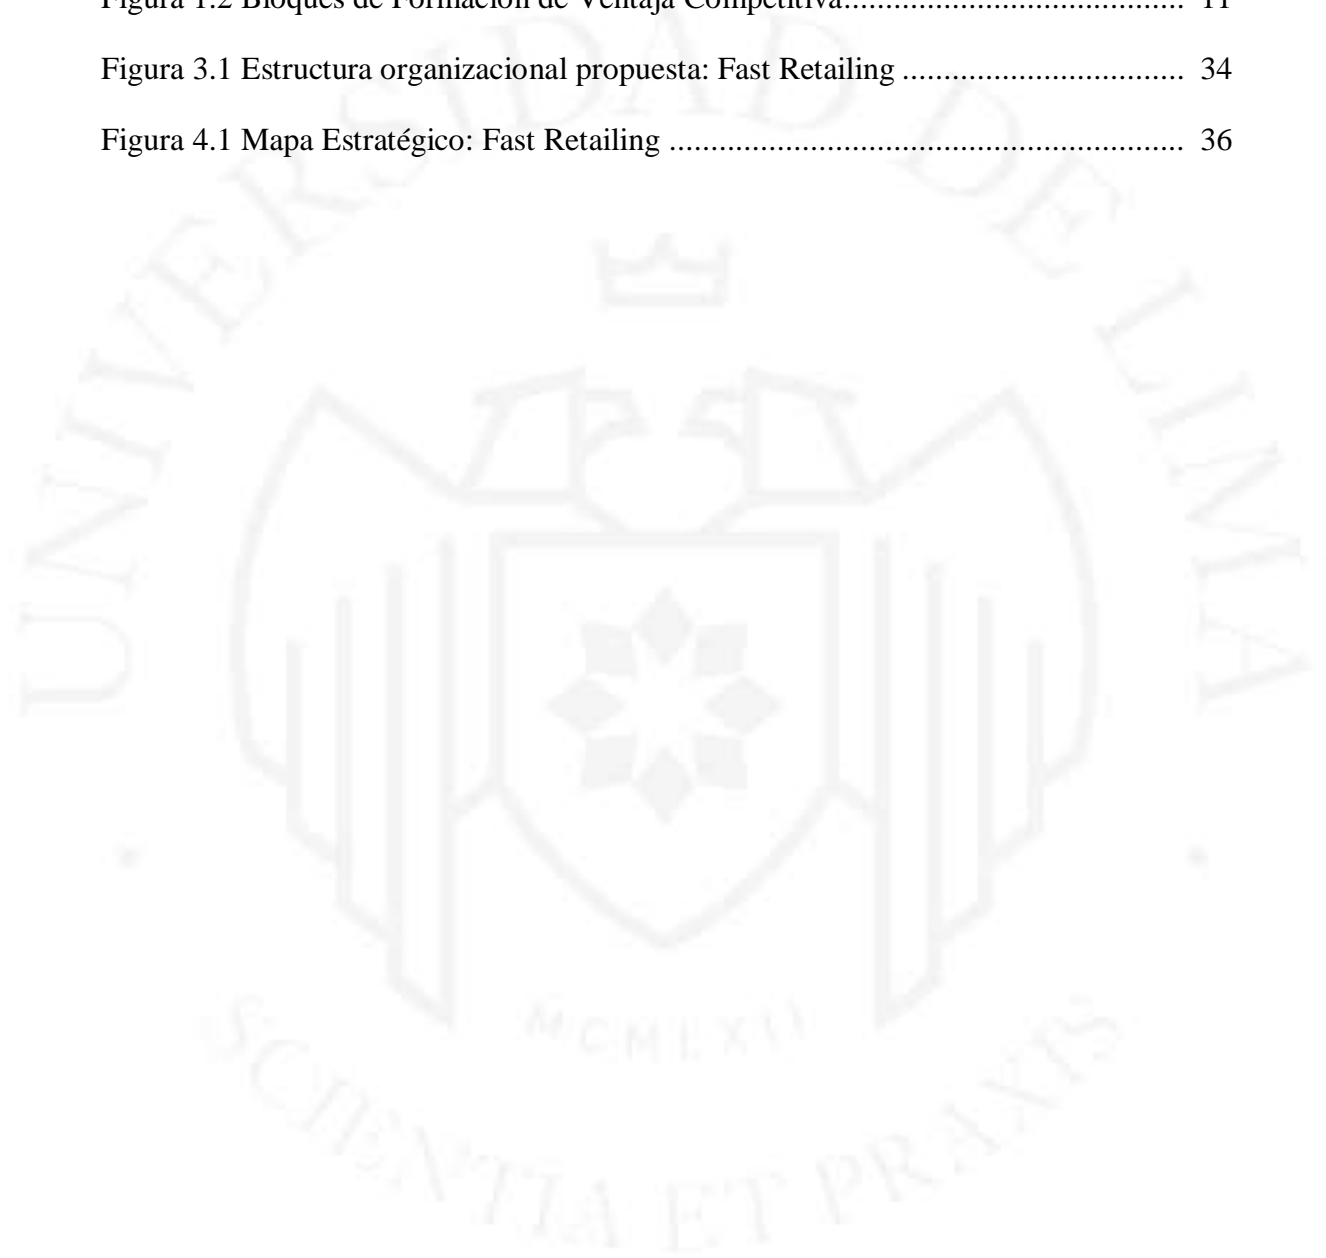 Figura 1.2 Bloques de Formación de Ventaja Competitiva.................................. 11
Figura 3.1 Estructura organizacional propuesta: Fast Retailing ............................ 34
Figura 4.1 Mapa Estratégico: Fast Retailing ................................................... 36
UNIVERSIDAD DE LIMA
MCMLXII
SCIENTIA ET PRAXIS